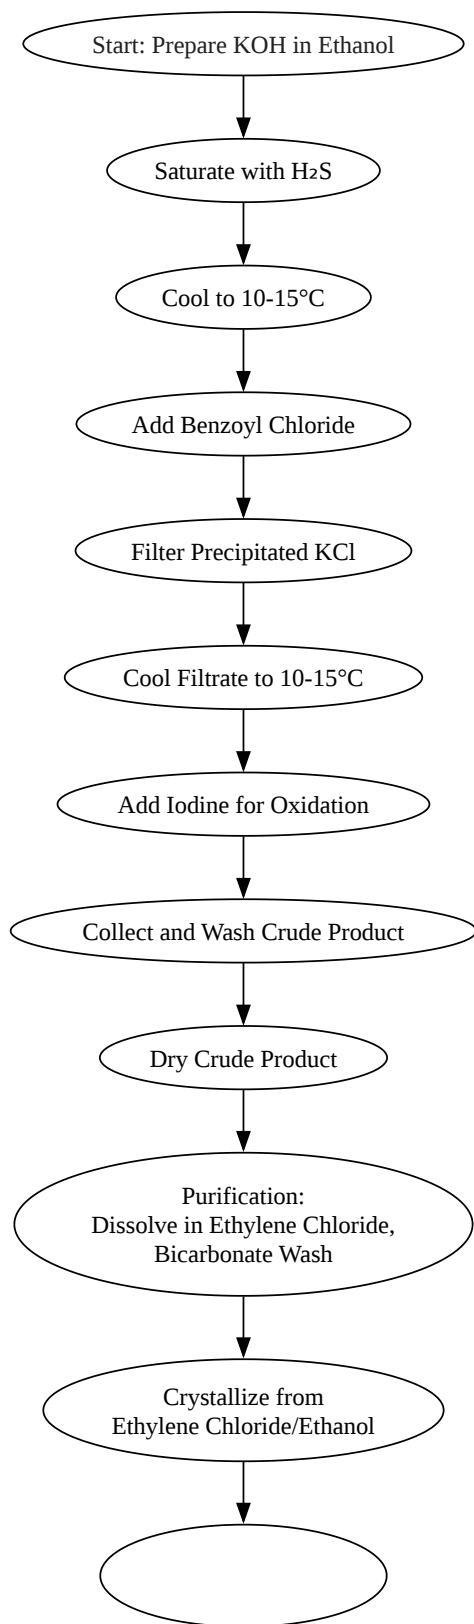 Start: Prepare KOH in Ethanol
Saturate with H₂S
Cool to 10-15°C
Add Benzoyl Chloride
Filter Precipitated KCl
Cool Filtrate to 10-15°C
Add Iodine for Oxidation
Collect and Wash Crude Product
Dry Crude Product
Purification:
Dissolve in Ethylene Chloride,
Bicarbonate Wash
Crystallize from
Ethylene Chloride/Ethanol